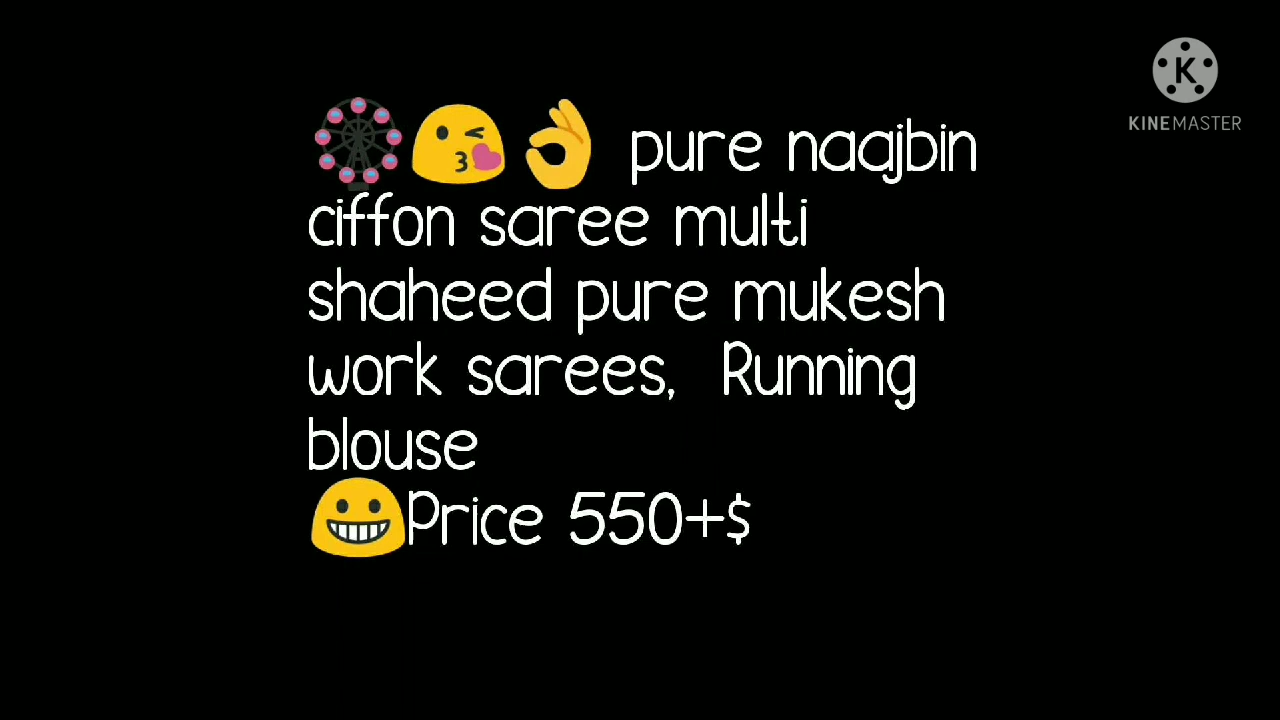 🎡😘👌 pure naajbin
ciffon saree multi
shaheed pure mukesh
work sarees,  Running
blouse
😀Price 550+$
K
KINEMASTER